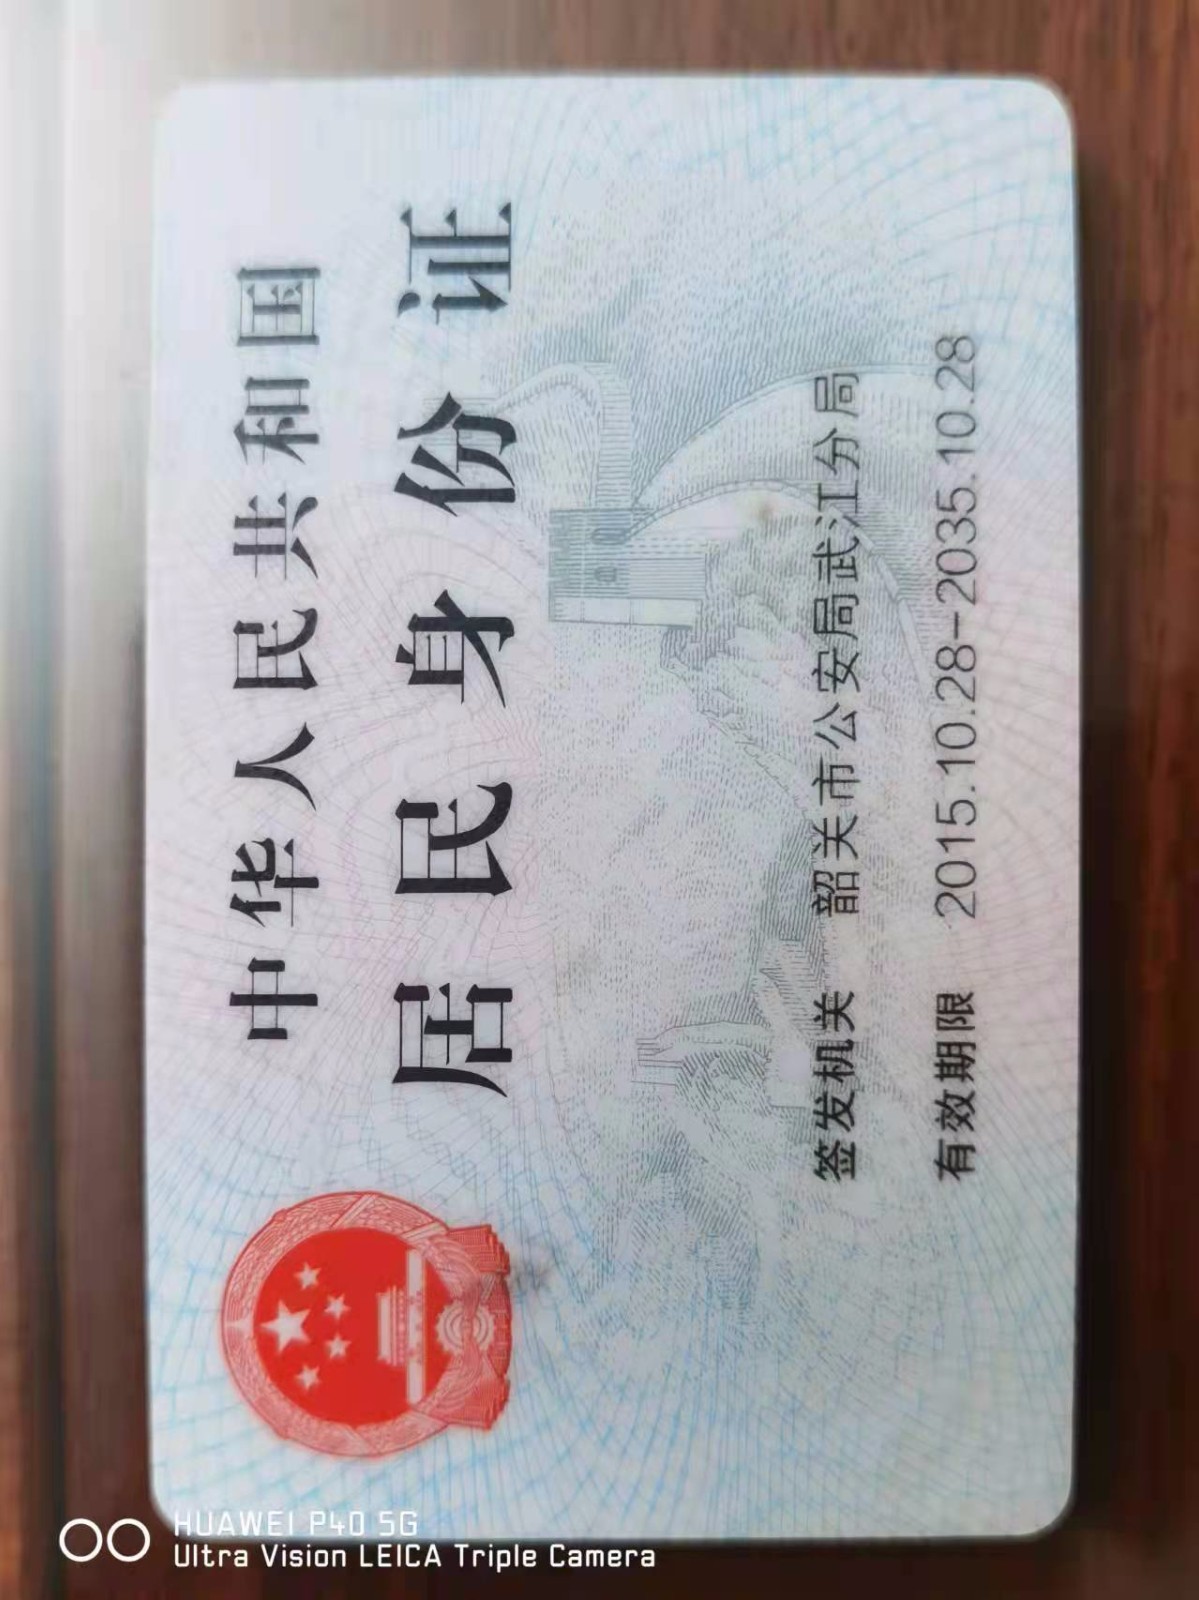 中华人民共和国
居民身份证
签发机关 韶关市公安局武江分局
有效期限 2015.10.28-2035.10.28
HUAWEI P40 5G
Ultra Vision LEICA Triple Camera